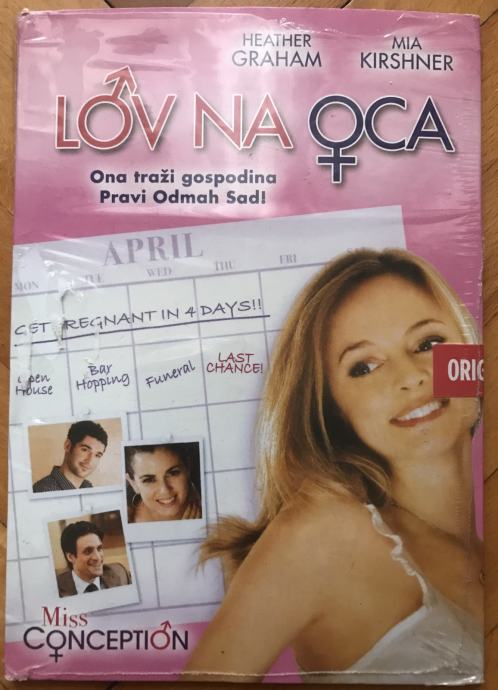 HEATHER
GRAHAM
MIA
KIRSHNER
LOV NA OCA
Ona traži gospodina
Pravi Odmah Sad!
APRIL
MON TUE WED THU FRI
GET PREGNANT IN 4 DAYS!!
Open
House
Bar
Hopping
Funeral
LAST
CHANCE!
ORIG
Miss
CONCEPTION